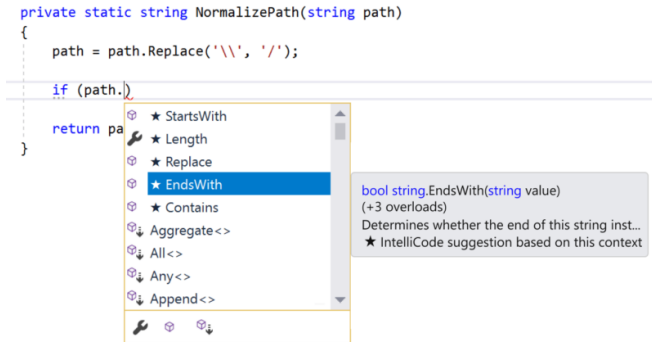 private static string NormalizePath(string path)
{
path = path.Replace('\\', '/');
if (path.)
★ StartsWith
★ Length
★ Replace
★ EndsWith
★ Contains
Aggregate<>
All<>
Any<>
Append<>
bool string.EndsWith(string value)
(+3 overloads)
Determines whether the end of this string inst...
★ IntelliCode suggestion based on this context
return pa
}